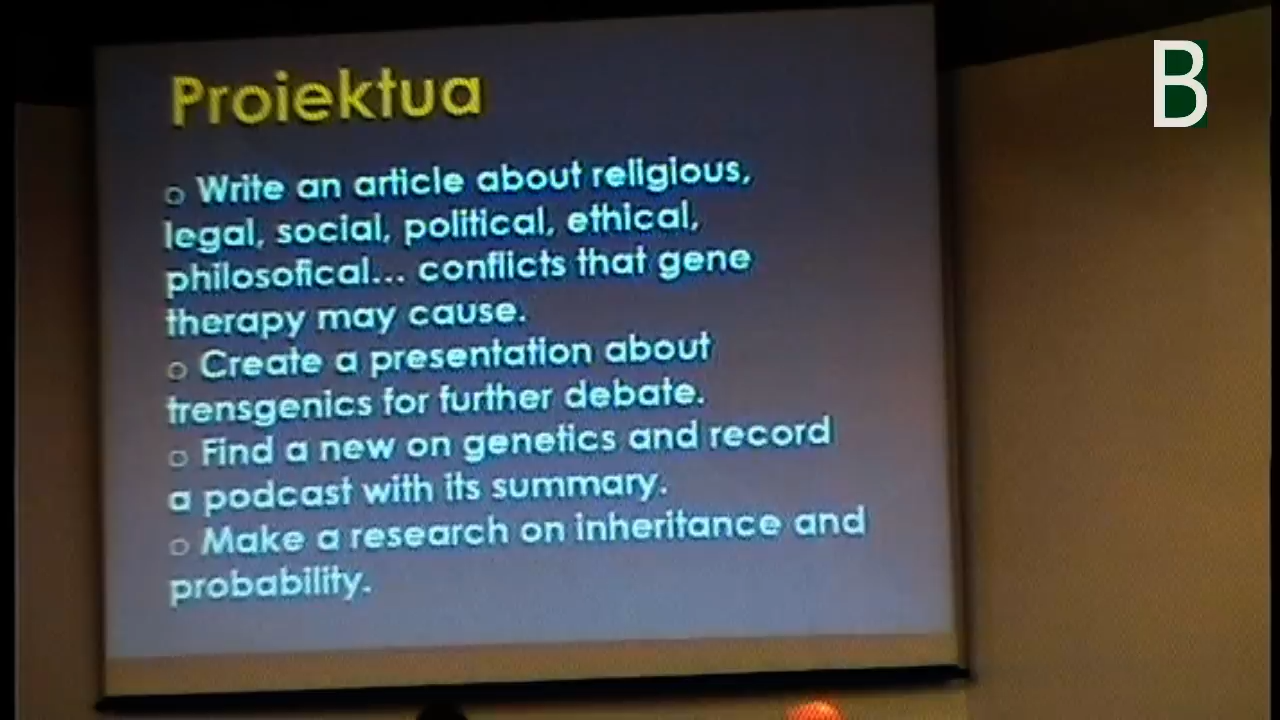 B
Proiektua
o Write an article about religious,
legal, social, political, ethical,
philosofical... conflicts that gene
therapy may cause.
o Create a presentation about
trensgenics for further debate.
o Find a new on genetics and record
a podcast with its summary.
o Make a research on inheritance and
probability.